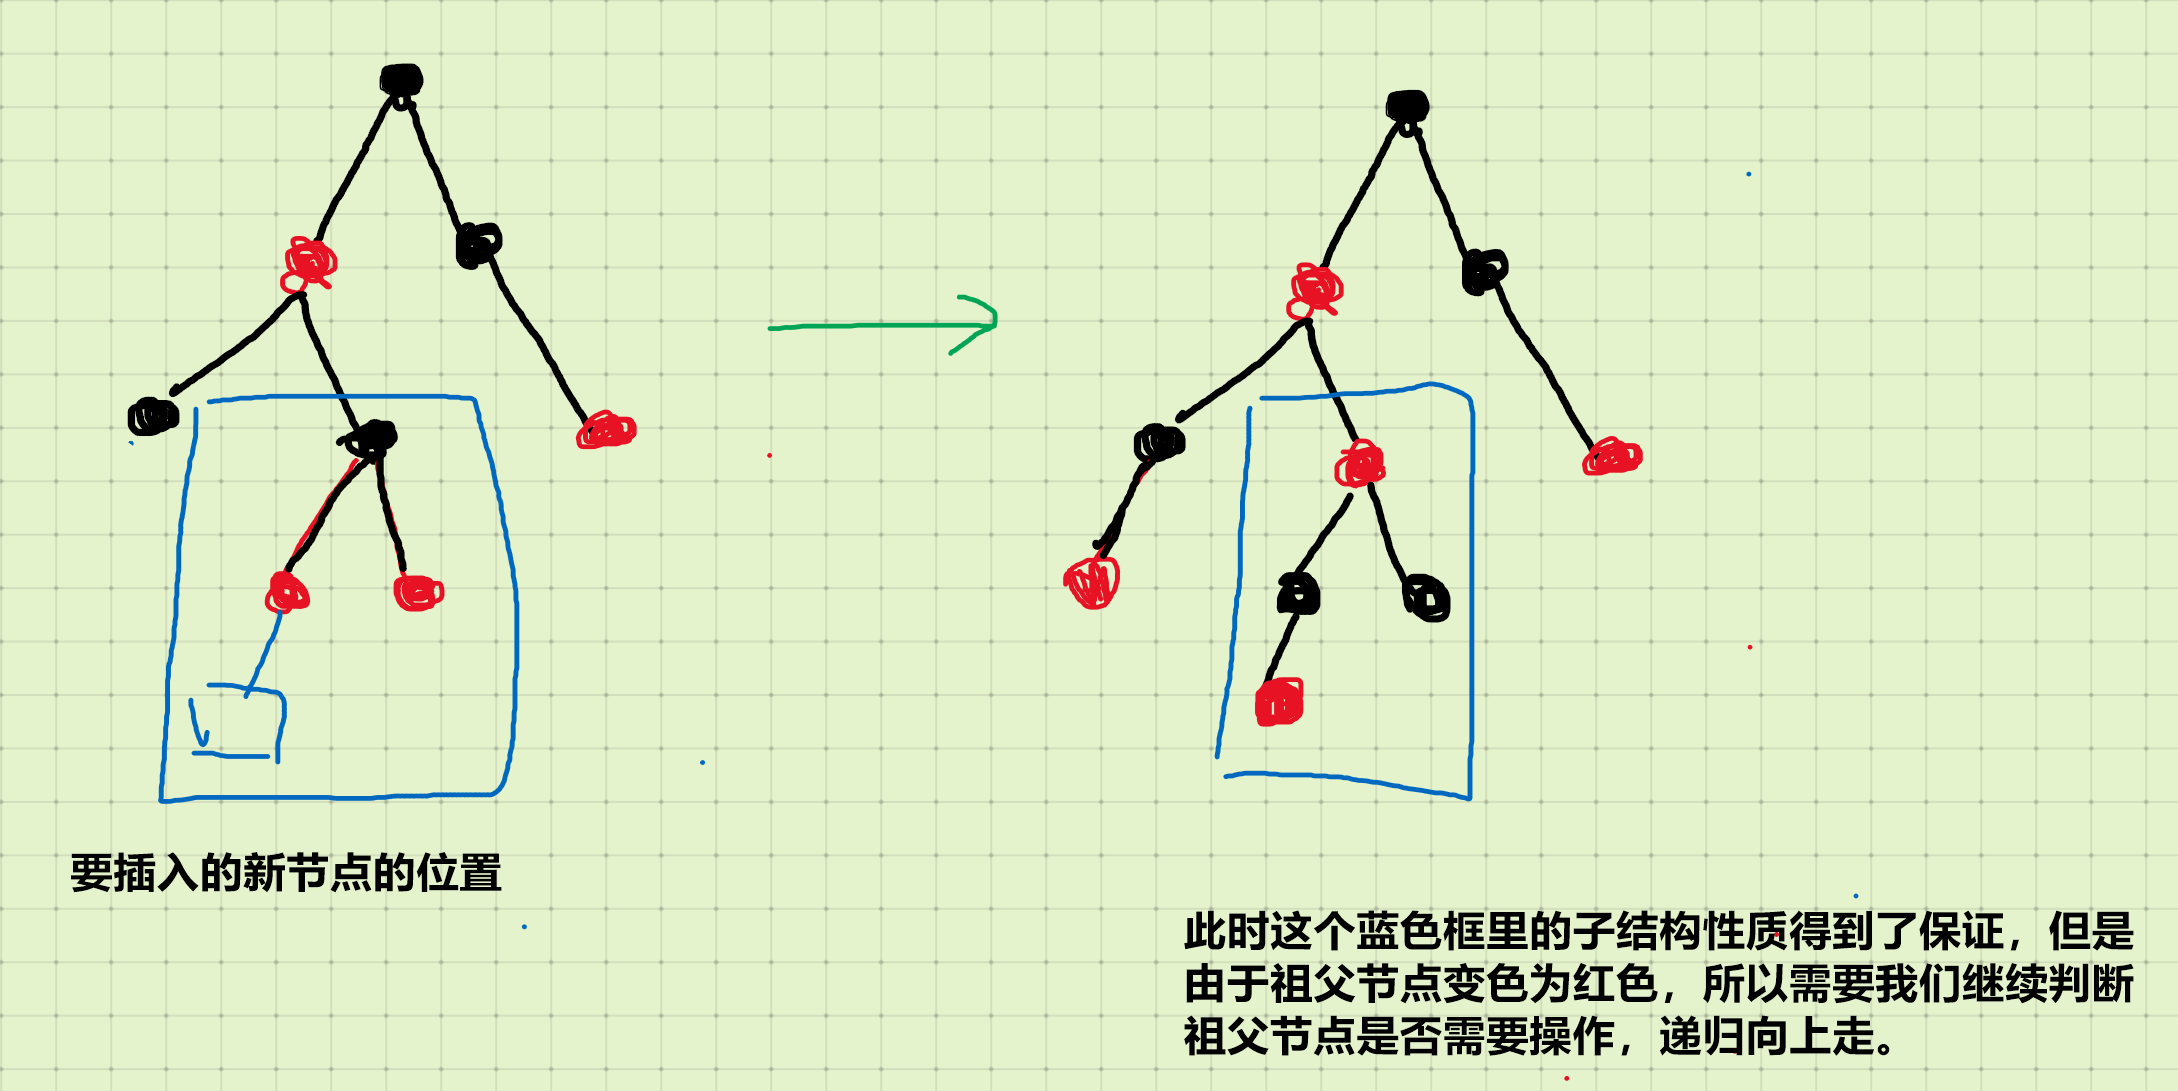 要插入的新节点的位置
此时这个蓝色框里的子结构性质得到了保证，但是
由于祖父节点变色为红色，所以需要我们继续判断
祖父节点是否需要操作，递归向上走。